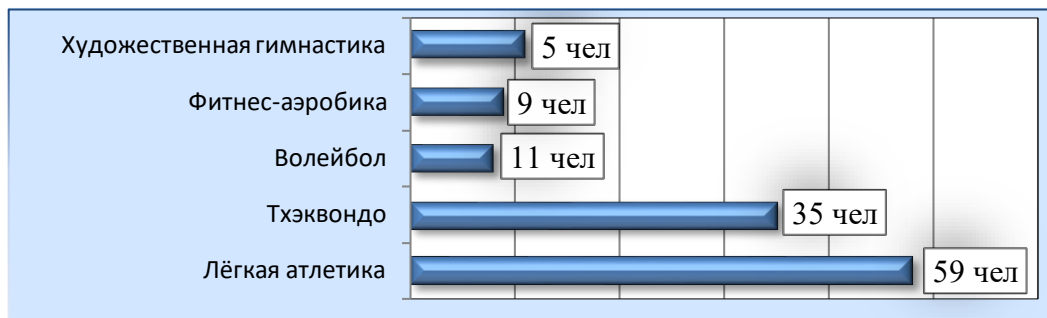 Художественная гимнастика 5 чел
Фитнес-аэробика 9 чел
Волейбол 11 чел
Тхэквондо 35 чел
Лёгкая атлетика 59 чел